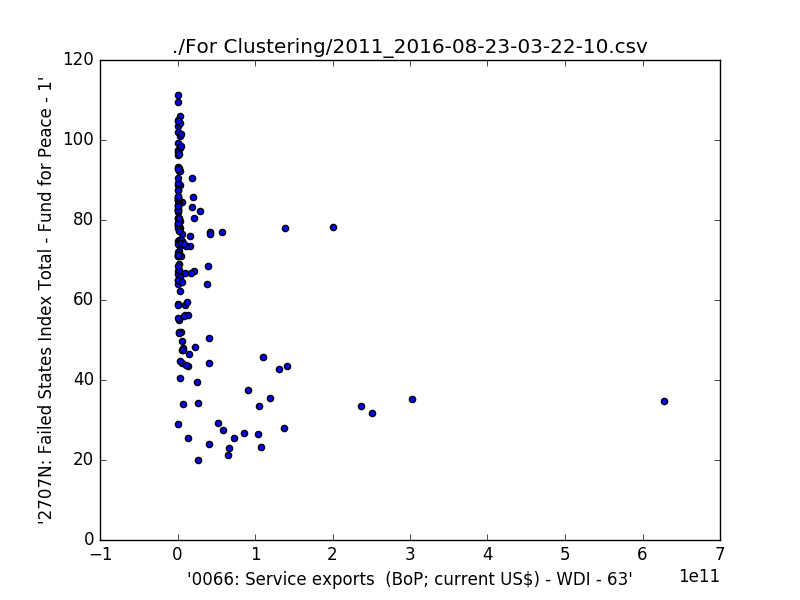 ./For Clustering/2011_2016-08-23-03-22-10.csv
120
100
80
60
40
20
0
'2707N: Failed States Index Total - Fund for Peace - 1'
−1 0 1 2 3 4 5 6 7
1e11
'0066: Service exports  (BoP; current US$) - WDI - 63'